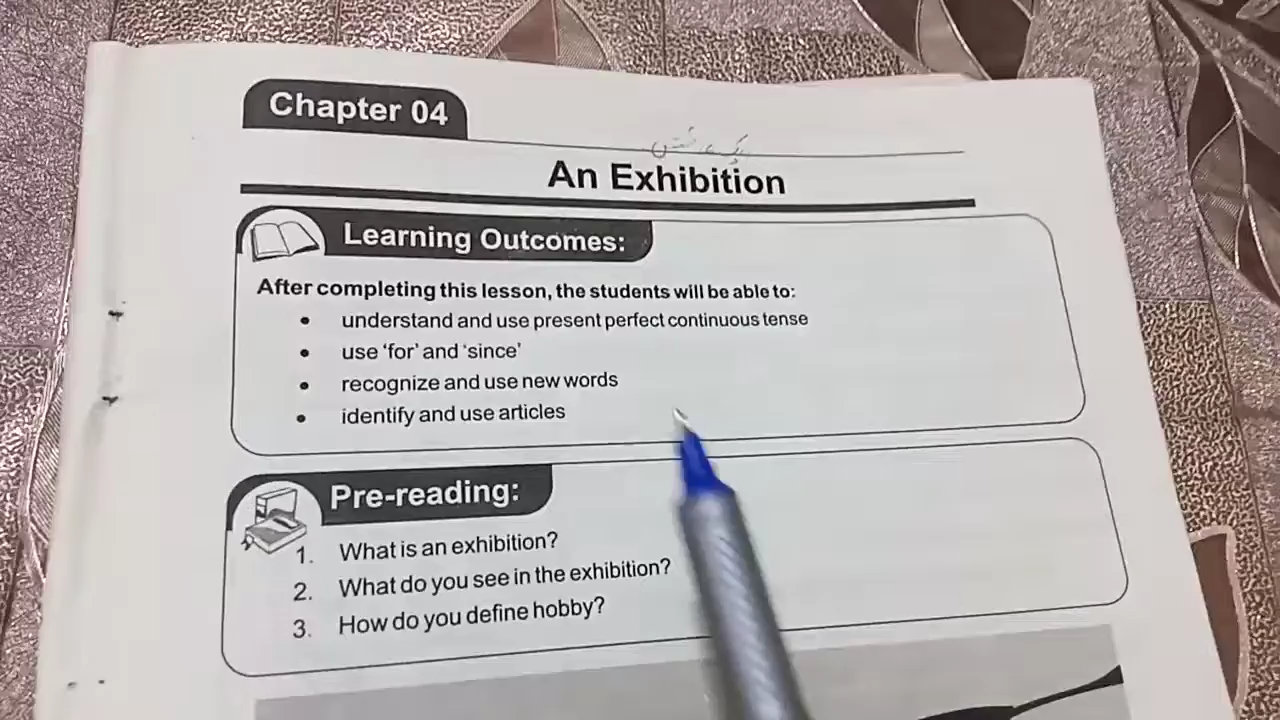 Chapter 04
An Exhibition
Learning Outcomes:
After completing this lesson, the students will be able to:
• understand and use present perfect continuous tense
• use ‘for’ and ‘since’
• recognize and use new words
• identify and use articles
Pre-reading:
1. What is an exhibition?
2. What do you see in the exhibition?
3. How do you define hobby?